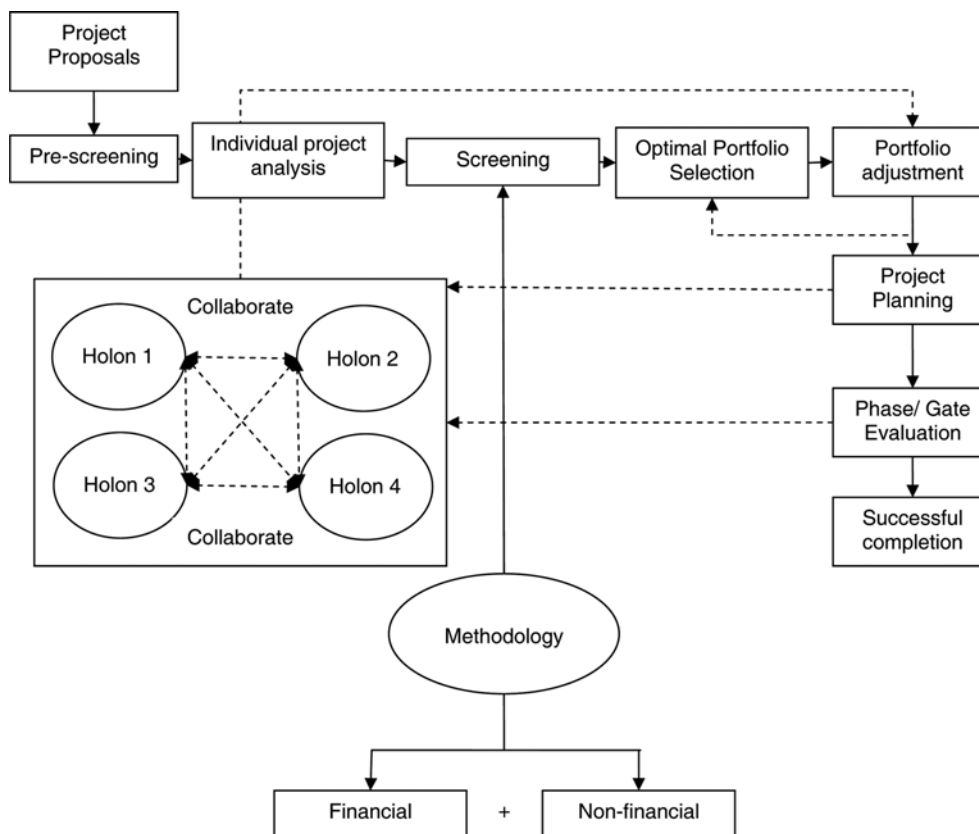 Project
Proposals
Pre-screening
Individual project
analysis
Screening
Optimal Portfolio
Selection
Portfolio
adjustment
Project
Planning
Collaborate
Holon 1
Holon 2
Phase/ Gate
Evaluation
Holon 3
Holon 4
Collaborate
Successful
completion
Methodology
Financial
+
Non-financial